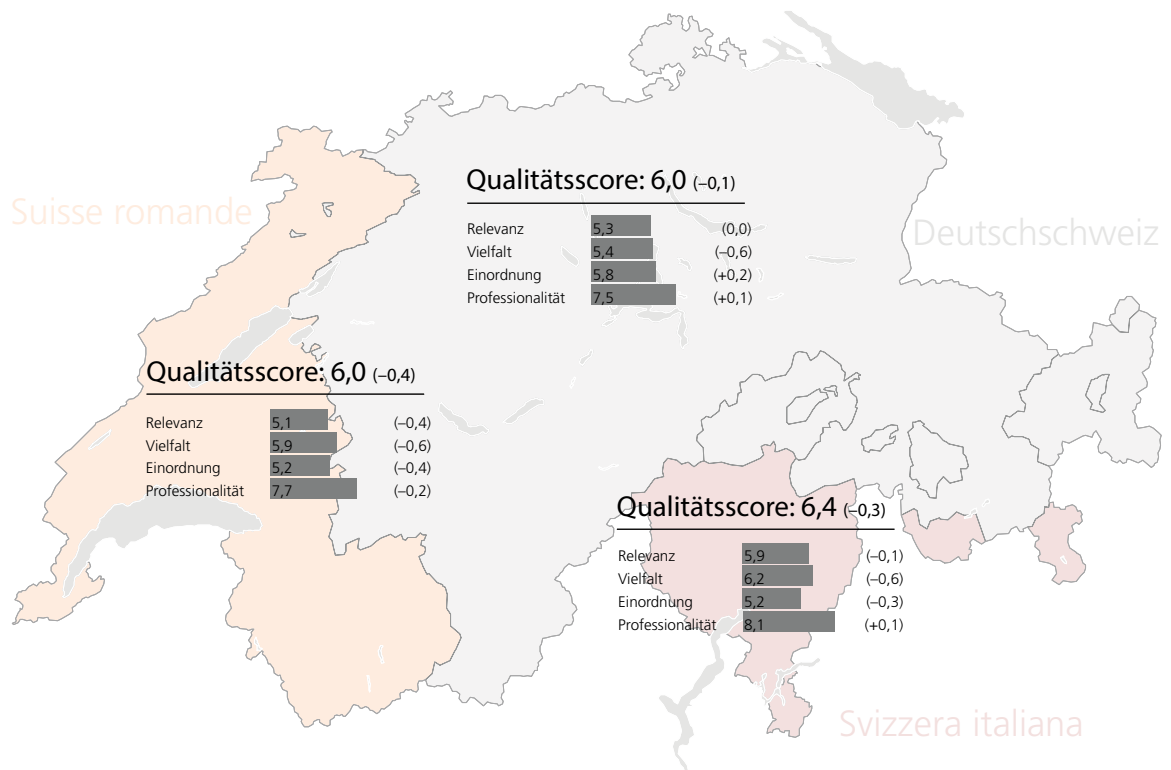 Qualitätsscore: 6,0 (–0,1)
Relevanz 5,3 (0,0)
Vielfalt 5,4 (–0,6)
Einordnung 5,8 (+0,2)
Professionalität 7,5 (+0,1)
Suisse romande
Deutschschweiz
Qualitätsscore: 6,0 (–0,4)
Relevanz 5,1 (–0,4)
Vielfalt 5,9 (–0,6)
Einordnung 5,2 (–0,4)
Professionalität 7,7 (–0,2)
Qualitätsscore: 6,4 (–0,3)
Relevanz 5,9 (–0,1)
Vielfalt 6,2 (–0,6)
Einordnung 5,2 (–0,3)
Professionalität 8,1 (+0,1)
Svizzera italiana